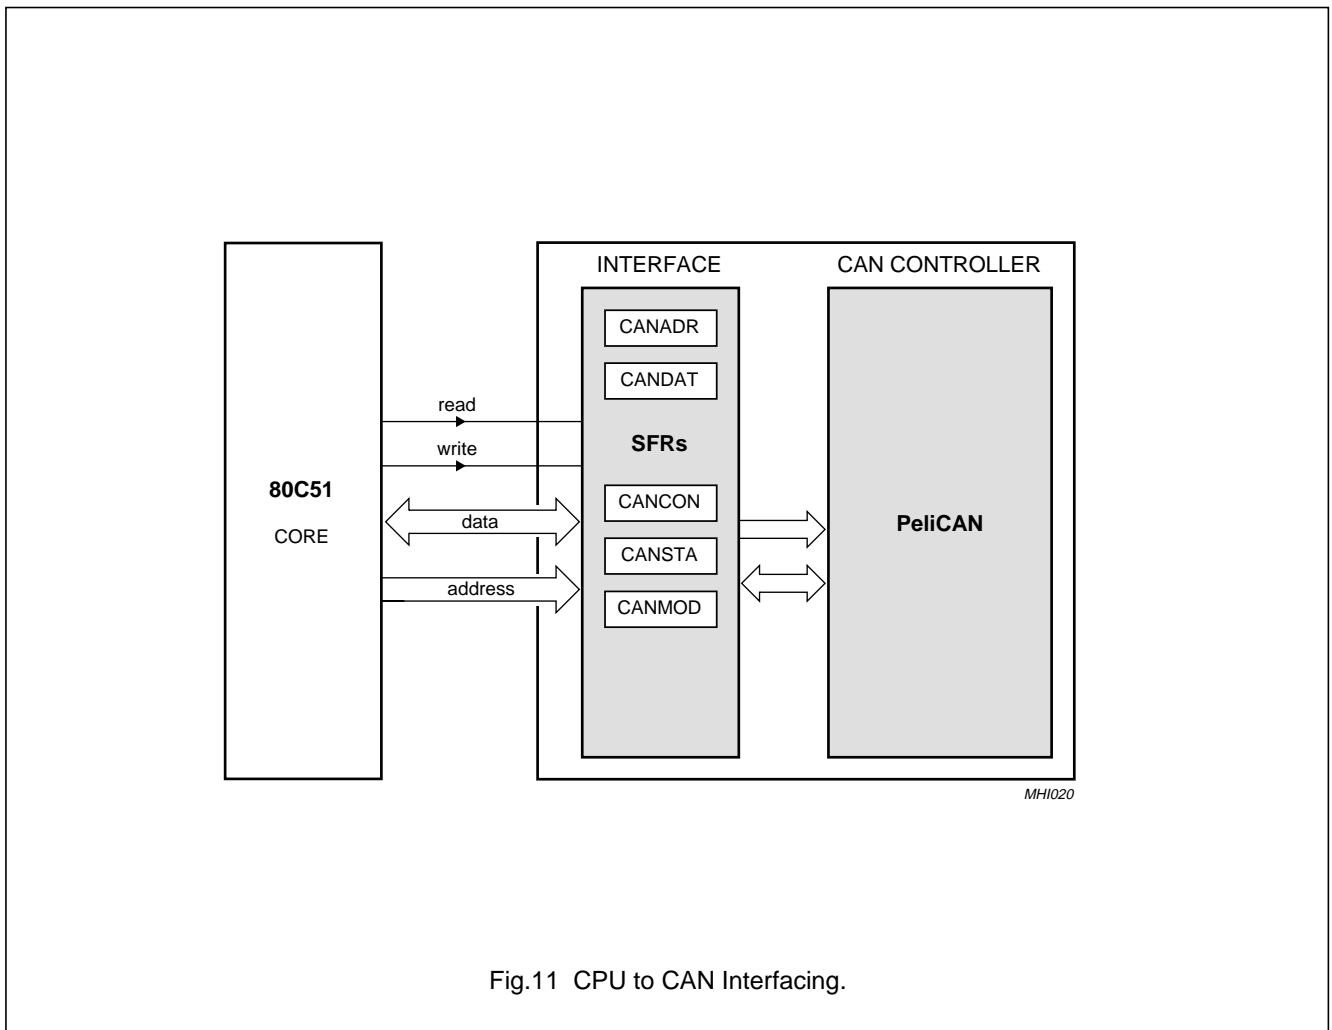 INTERFACE
CAN CONTROLLER
CANADR
CANDAT
read
SFRs
write
80C51
CANCON
data
PeliCAN
CORE
CANSTA
address
CANMOD
MHI020
Fig.11 CPU to CAN Interfacing.